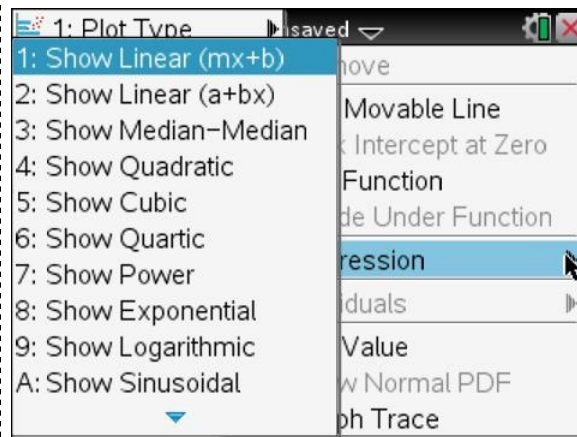 1: Plot Type
saved
1: Show Linear (mx+b)
2: Show Linear (a+bx)
3: Show Median-Median
4: Show Quadratic
5: Show Cubic
6: Show Quartic
7: Show Power
8: Show Exponential
9: Show Logarithmic
A: Show Sinusoidal
ove
Movable Line
Intercept at Zero
Function
de Under Function
ression
iduals
Value
w Normal PDF
ph Trace